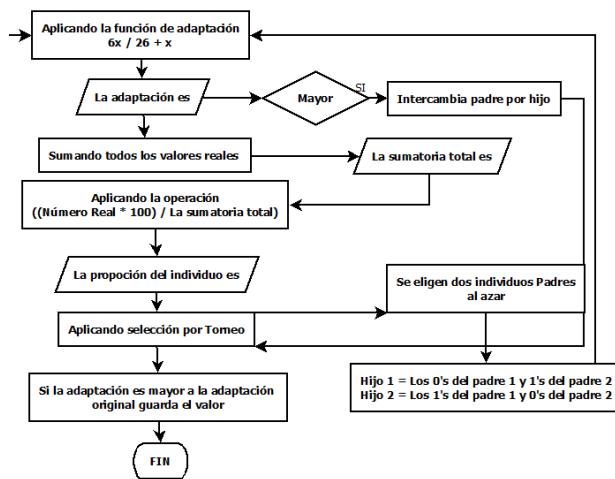 Aplicando la función de adaptación
6x / 26 + x
La adaptación es
Mayor
SI
Intercambia padre por hijo
Sumando todos los valores reales
La sumatoria total es
Aplicando la operación
((Número Real * 100) / La sumatoria total)
La propoción del individuo es
Se eligen dos individuos Padres
al azar
Aplicando selección por Torneo
Hijo 1 = Los 0's del padre 1 y 1's del padre 2
Hijo 2 = Los 1's del padre 1 y 0's del padre 2
Si la adaptación es mayor a la adaptación
original guarda el valor
FIN